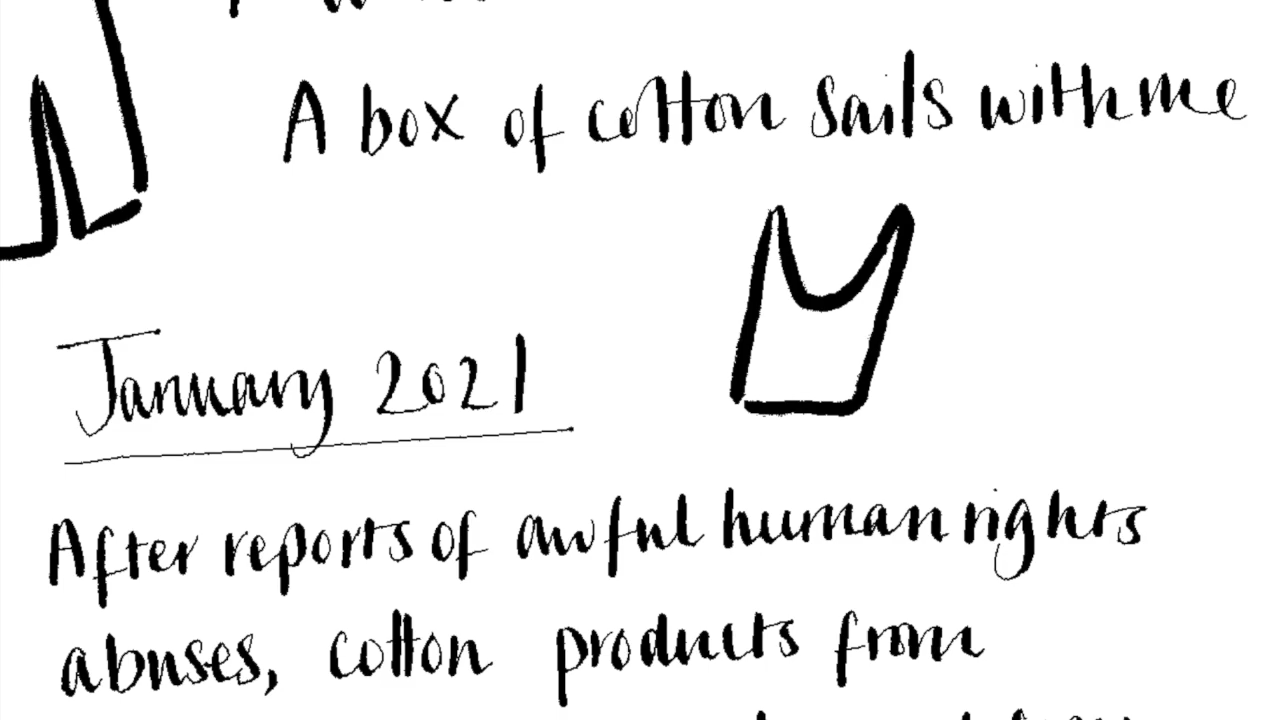 A box of cotton sails with me
January 2021
After reports of awful human rights
abuses, cotton products from